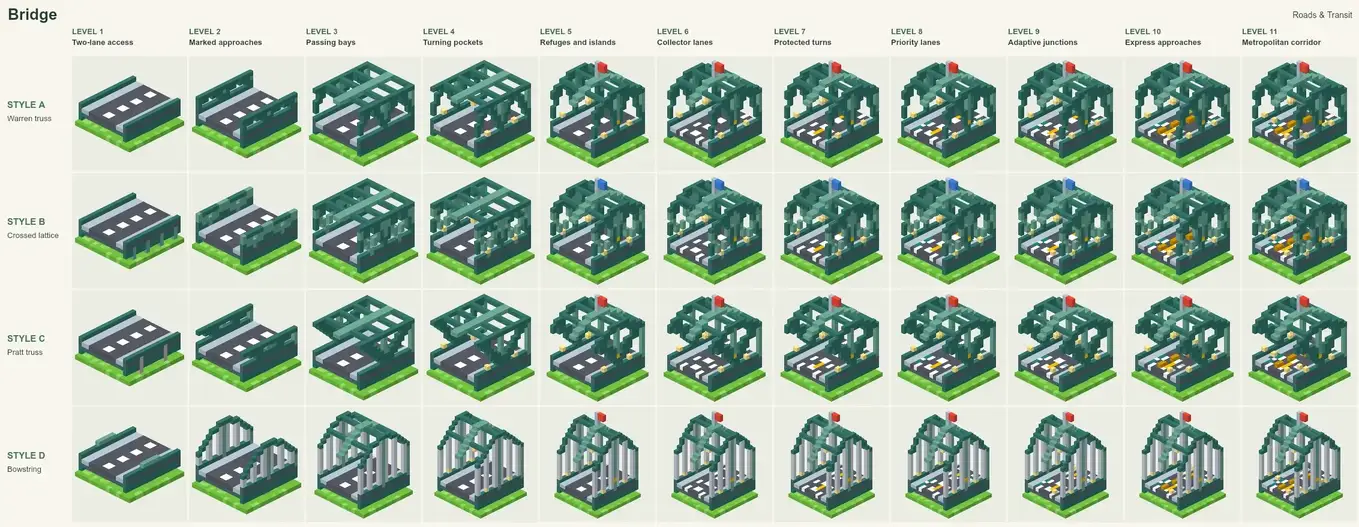 Bridge
Roads & Transit
LEVEL 1
Two-lane access
LEVEL 2
Marked approaches
LEVEL 3
Passing bays
LEVEL 4
Turning pockets
LEVEL 5
Refuges and islands
LEVEL 6
Collector lanes
LEVEL 7
Protected turns
LEVEL 8
Priority lanes
LEVEL 9
Adaptive junctions
LEVEL 10
Express approaches
LEVEL 11
Metropolitan corridor
STYLE A
Warren truss
STYLE B
Crossed lattice
STYLE C
Pratt truss
STYLE D
Bowstring